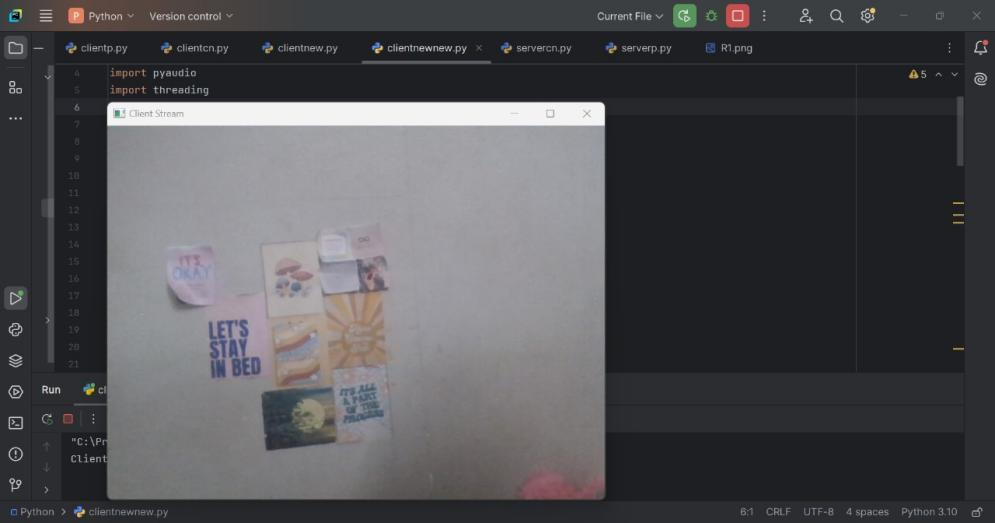 Python
Version control
Current File
clientp.py
clientcn.py
clientnew.py
clientnewnew.py
servercn.py
serverp.py
R1.png
4
import pyaudio
5
5
import threading
6
7
8
9
10
11
12
13
14
15
16
17
18
19
20
21
Client Stream
IT'S
OKAY
LET'S
STAY
IN BED
IT'S ALL
A PART
OF THE
PROCESS
Run
cl
"C:\Pr
Client
Python
clientnewnew.py
6:1
CRLF
UTF-8
4 spaces
Python 3.10